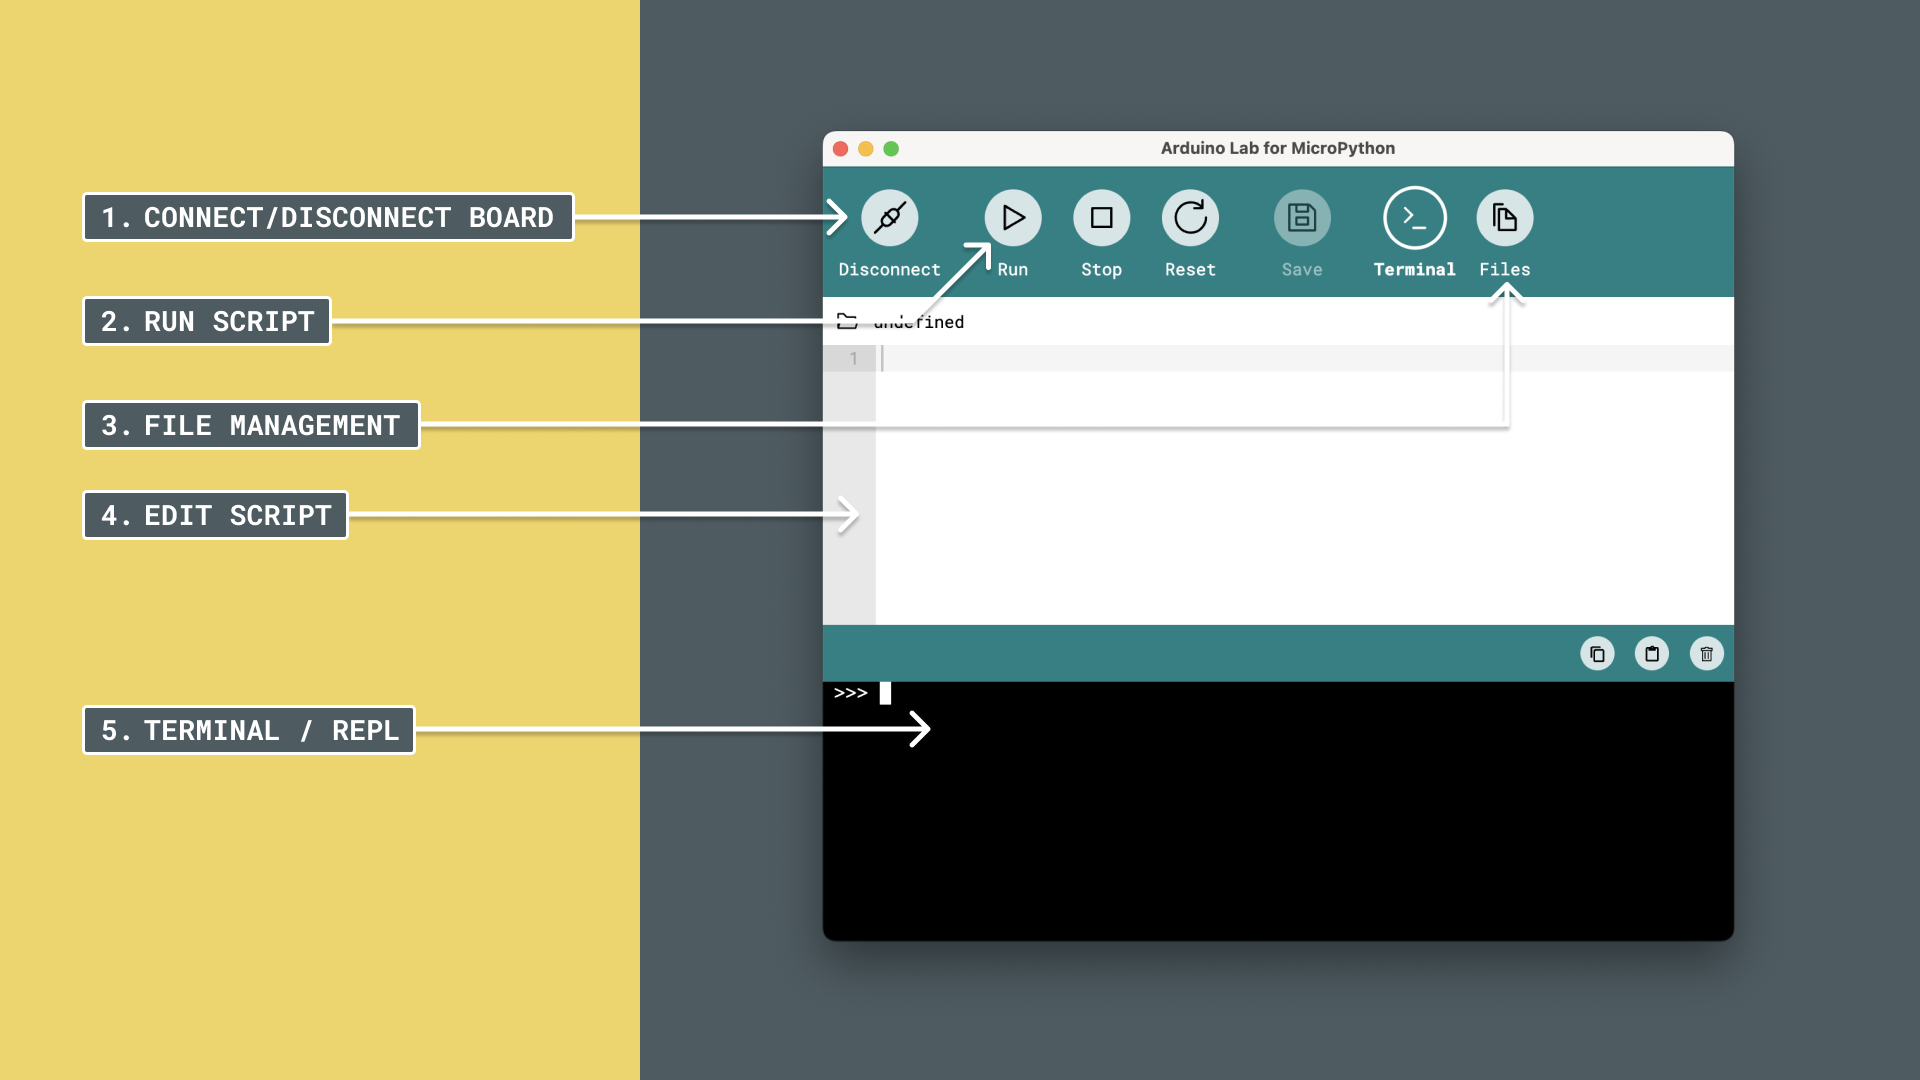 Arduino Lab for MicroPython
1. CONNECT/DISCONNECT BOARD
Disconnect
Run
Stop
Reset
Save
Terminal
Files
2. RUN SCRIPT
undefined
1
3. FILE MANAGEMENT
4. EDIT SCRIPT
>>>
5. TERMINAL / REPL